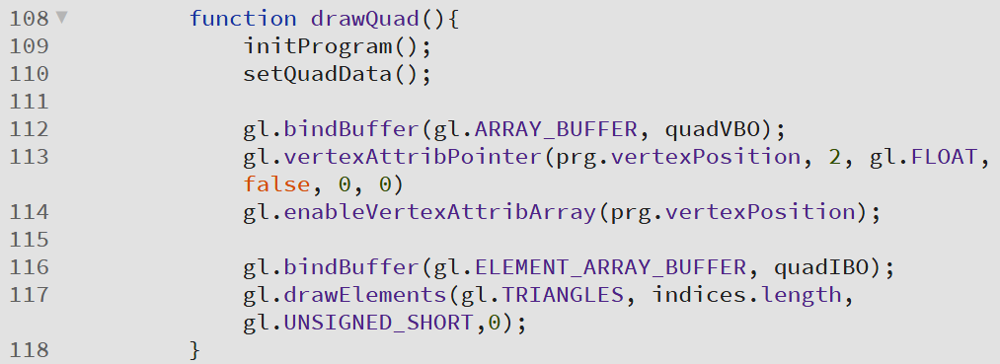 108 function drawQuad(){
109 initProgram();
110 setQuadData();
111
112 gl.bindBuffer(gl.ARRAY_BUFFER, quadVBO);
113 gl.vertexAttribPointer(prg.vertexPosition, 2, gl.FLOAT,
false, 0, 0)
114 gl.enableVertexAttribArray(prg.vertexPosition);
115
116 gl.bindBuffer(gl.ELEMENT_ARRAY_BUFFER, quadIBO);
117 gl.drawElements(gl.TRIANGLES, indices.length,
gl.UNSIGNED_SHORT,0);
118 }